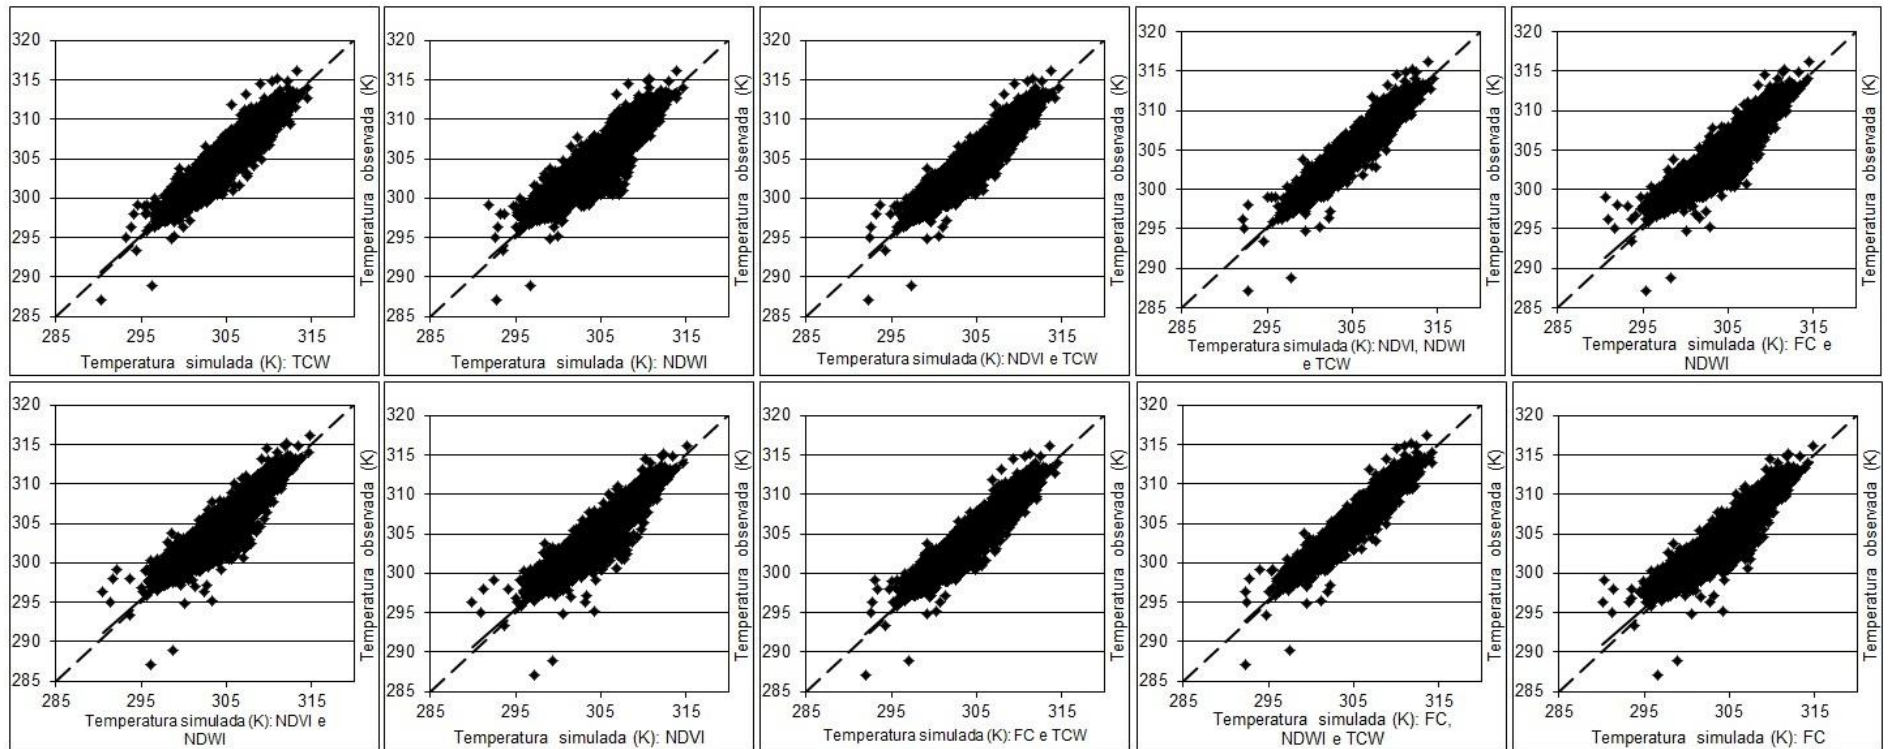 320
315
310
305
300
295
290
285
285 295 305 315
Temperatura simulada (K): TCW
Temperatura observada (K)
320
315
310
305
300
295
290
285
285 295 305 315
Temperatura simulada (K): NDWI
Temperatura observada (K)
320
315
310
305
300
295
290
285
285 295 305 315
Temperatura simulada (K): NDVI e TCW
Temperatura observada (K)
320
315
310
305
300
295
290
285
285 295 305 315
Temperatura simulada (K): NDVI, NDWI
e TCW
Temperatura observada (K)
320
315
310
305
300
295
290
285
285 295 305 315
Temperatura simulada (K): FC e
NDWI
Temperatura observada (K)
320
315
310
305
300
295
290
285
285 295 305 315
Temperatura simulada (K): NDVI e
NDWI
Temperatura observada (K)
320
315
310
305
300
295
290
285
285 295 305 315
Temperatura simulada (K): NDVI
Temperatura observada (K)
320
315
310
305
300
295
290
285
285 295 305 315
Temperatura simulada (K): FC e TCW
Temperatura observada (K)
320
315
310
305
300
295
290
285
285 295 305 315
Temperatura simulada (K): FC,
NDWI e TCW
Temperatura observada (K)
320
315
310
305
300
295
290
285
285 295 305 315
Temperatura simulada (K): FC
Temperatura observada (K)